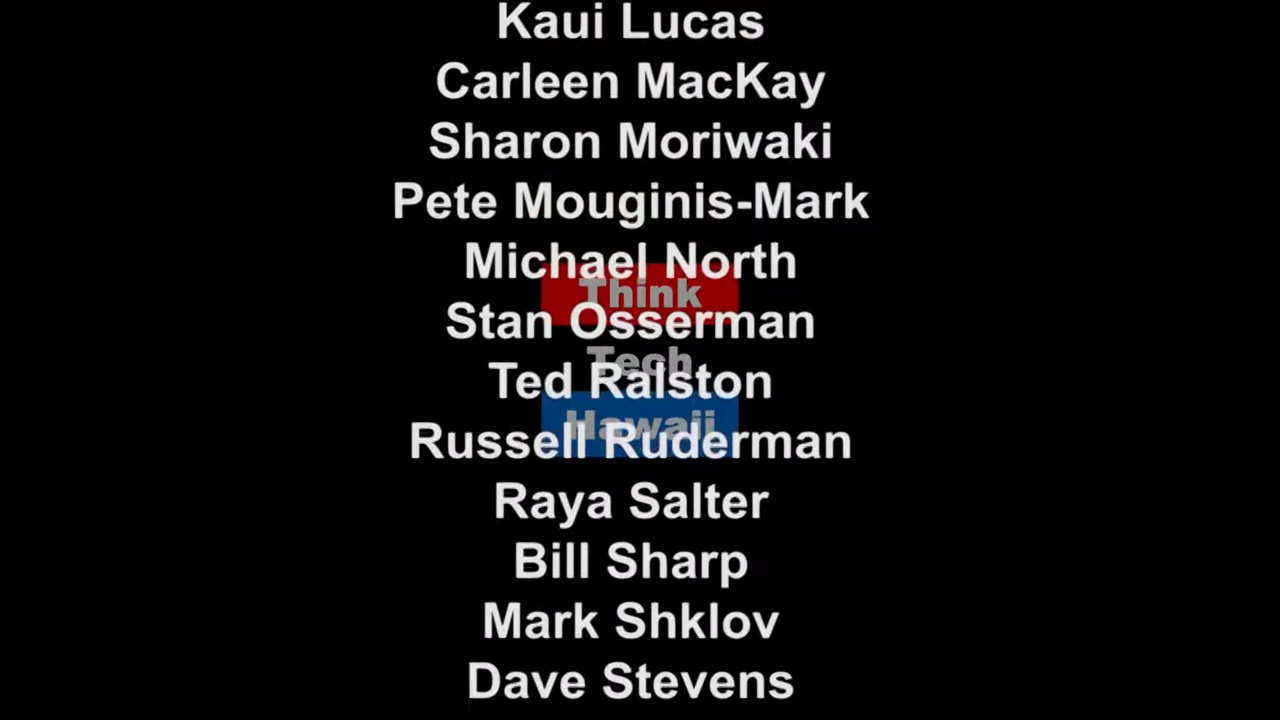 Kaui Lucas
Carleen MacKay
Sharon Moriwaki
Pete Mouginis-Mark
Michael North
Think
Stan Osserman
Tech
Ted Ralston
Hawaii
Russell Ruderman
Raya Salter
Bill Sharp
Mark Shklov
Dave Stevens